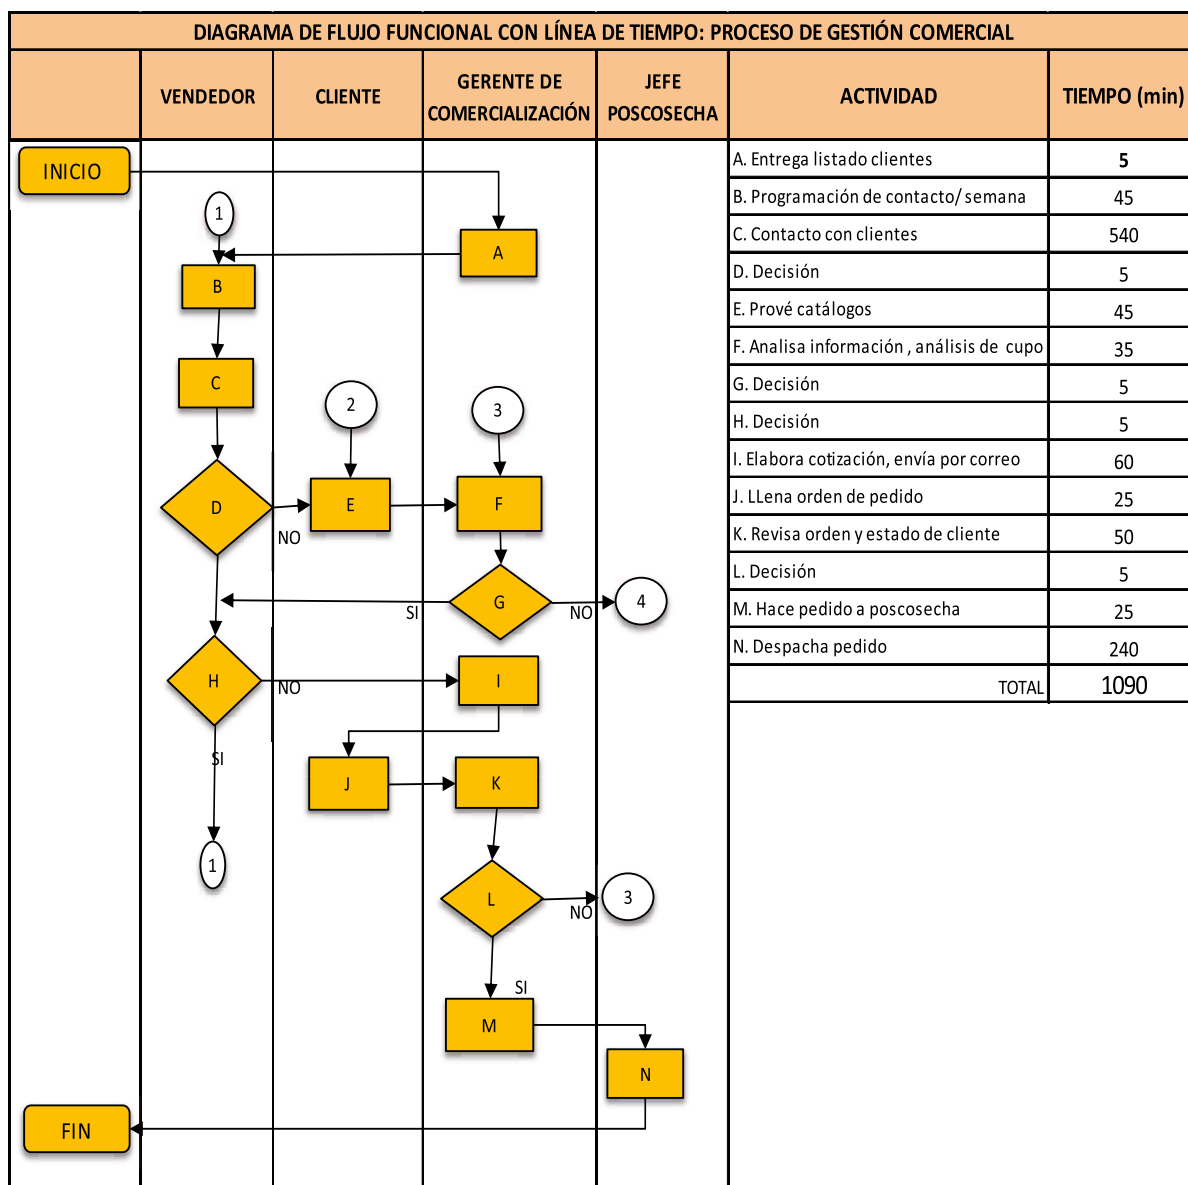 DIAGRAMA DE FLUJO FUNCIONAL CON LÍNEA DE TIEMPO: PROCESO DE GESTIÓN COMERCIAL
VENDEDOR
CLIENTE
GERENTE DE
COMERCIALIZACIÓN
JEFE
POSCOSECHA
ACTIVIDAD
TIEMPO (min)
INICIO
1
A
B
C
2
3
D
NO
E
F
SI
G
NO
4
H
NO
I
SI
J
K
1
L
NO
3
SI
M
N
FIN
A. Entrega listado clientes 5
B. Programación de contacto/ semana 45
C. Contacto con clientes 540
D. Decisión 5
E. Prové catálogos 45
F. Analisa información , análisis de cupo 35
G. Decisión 5
H. Decisión 5
I. Elabora cotización, envía por correo 60
J. LLena orden de pedido 25
K. Revisa orden y estado de cliente 50
L. Decisión 5
M. Hace pedido a poscosecha 25
N. Despacha pedido 240
TOTAL 1090